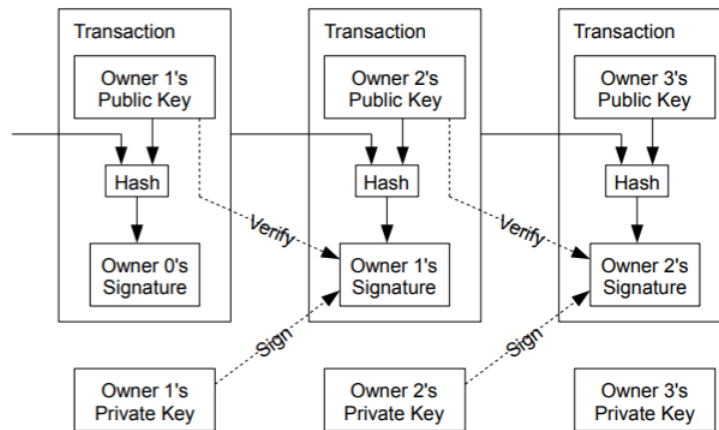 Transaction
Owner 1's
Public Key
Hash
Owner 0's
Signature
Transaction
Owner 2's
Public Key
Hash
Verify
Owner 1's
Signature
Sign
Transaction
Owner 3's
Public Key
Hash
Verify
Owner 2's
Signature
Sign
Owner 1's
Private Key
Owner 2's
Private Key
Owner 3's
Private Key